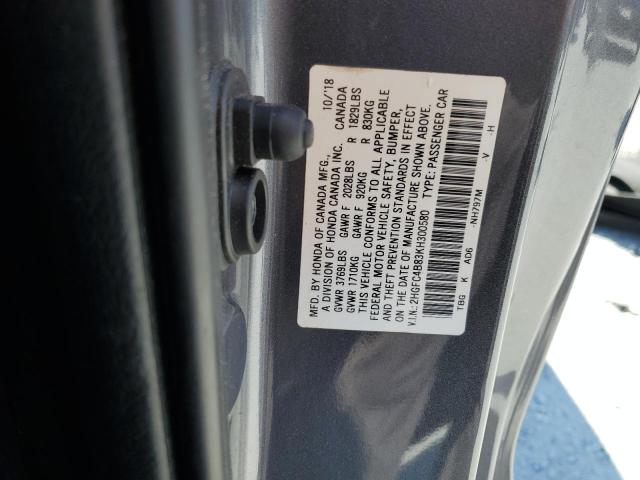 MFD. BY HONDA OF CANADA MFG., 10/'18
A DIVISION OF HONDA CANADA INC. CANADA
GVWR 3769LBS GAWR F 2028LBS R 1829LBS
GVWR 1710KG GAWR F 920KG R 830KG
THIS VEHICLE CONFORMS TO ALL APPLICABLE
FEDERAL MOTOR VEHICLE SAFETY, BUMPER,
AND THEFT PREVENTION STANDARDS IN EFFECT
ON THE DATE OF MANUFACTURE SHOWN ABOVE.
V.I.N.: 2HGFC4B83KH300580 TYPE: PASSENGER CAR
TBG K AD6 -NH797M -V -H